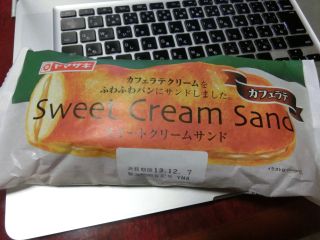 ヤマザキ
カフェラテクリームを
ふわふわパンにサンドしました。
カフェラテ
Sweet Cream Sand
スイートクリームサンド
消費期限 13.12. 7